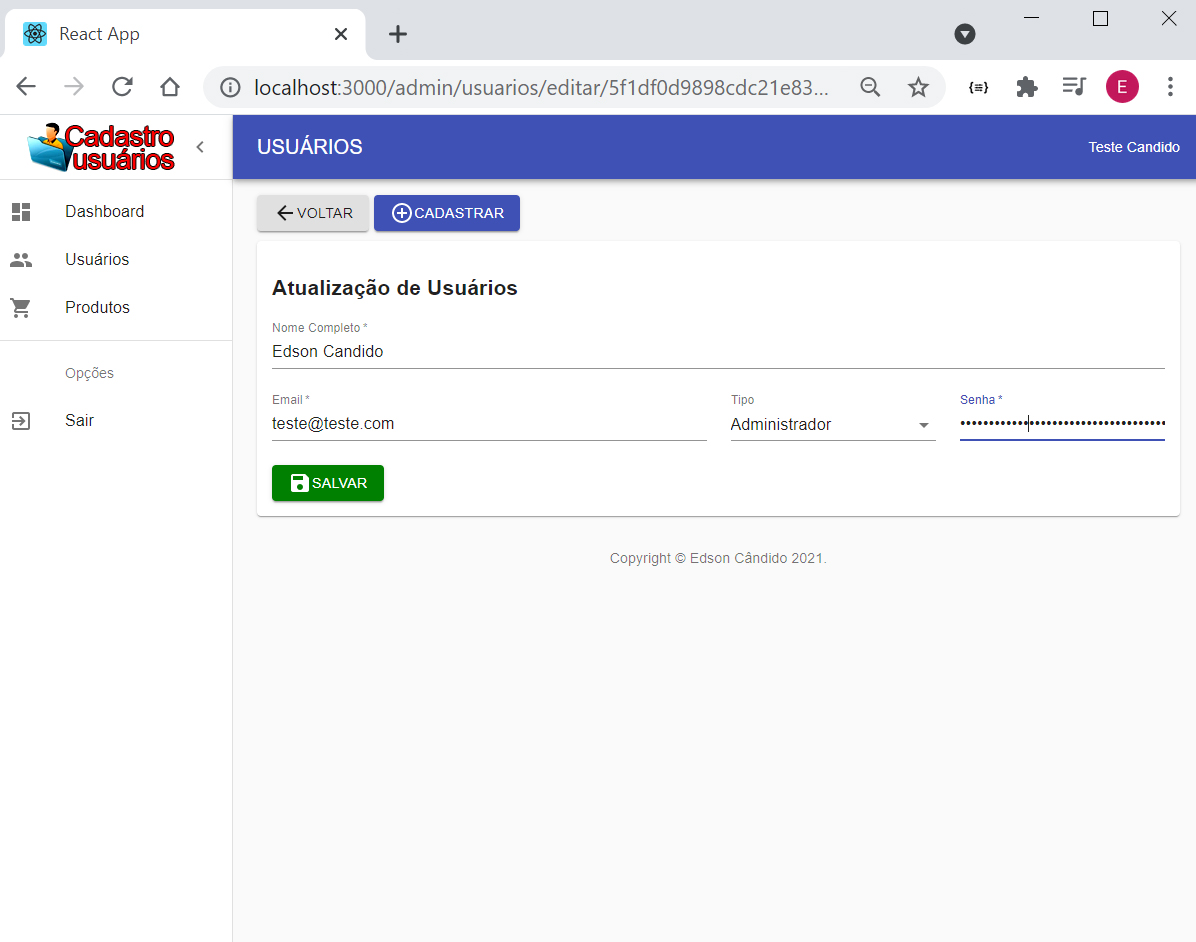 React App
localhost:3000/admin/usuarios/editar/5f1df0d9898cdc21e83...
{≡}
E
Cadastro
usuários
USUÁRIOS
Teste Candido
Dashboard
Usuários
Produtos
Opções
Sair
VOLTAR
CADASTRAR
Atualização de Usuários
Nome Completo *
Edson Candido
Email *
teste@teste.com
Tipo
Administrador
Senha *
SALVAR
Copyright © Edson Cândido 2021.